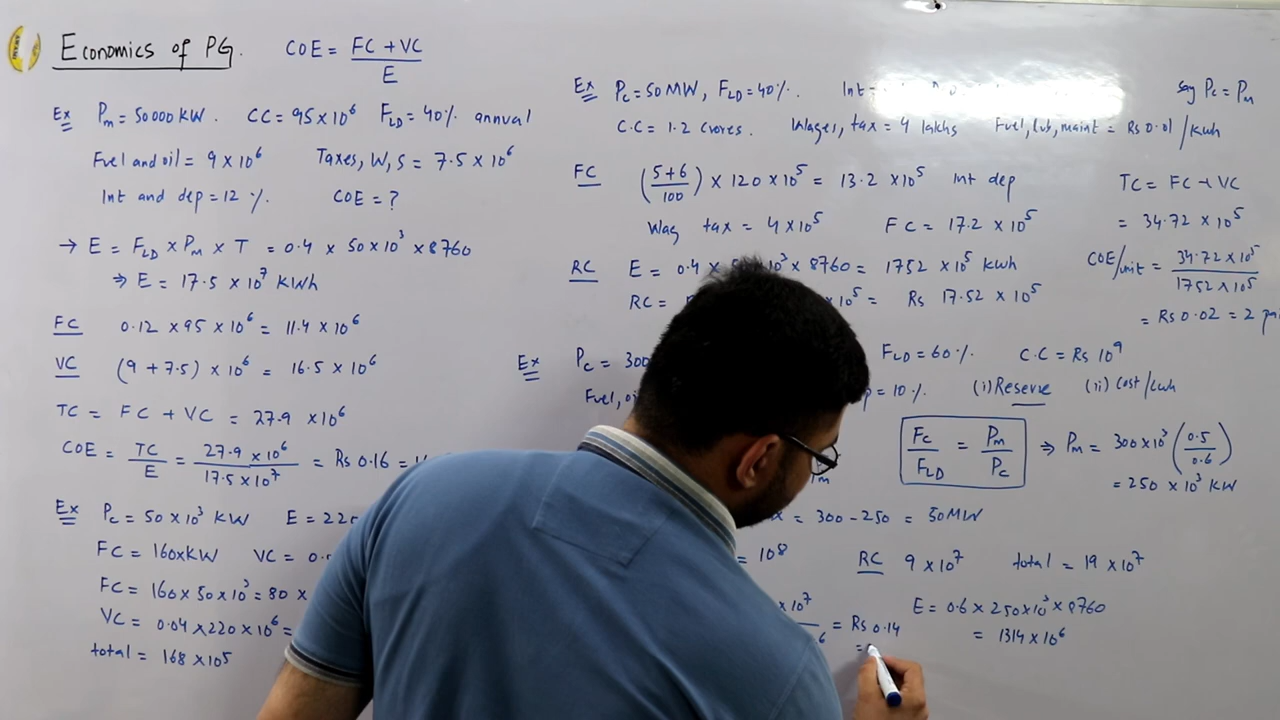 Economics of PG. COE = FC + VC / E
Ex Pm = 50000 KW. CC = 95 x 10⁶ FLD = 40% annual
Fuel and oil = 9 x 10⁶ Taxes, W, S = 7.5 x 10⁶
Int and dep = 12 %. COE = ?
→ E = FLD x Pm x T = 0.4 x 50 x 10³ x 8760
⇒ E = 17.5 x 10⁷ KWh
FC 0.12 x 95 x 10⁶ = 11.4 x 10⁶
VC (9 + 7.5) x 10⁶ = 16.5 x 10⁶
TC = FC + VC = 27.9 x 10⁶
COE = TC / E = 27.9 x 10⁶ / 17.5 x 10⁷ = Rs 0.16 =
Ex Pc = 50 x 10³ KW E = 220
FC = 160 x KW VC = 0.
FC = 160 x 50 x 10³ = 80 x
VC = 0.04 x 220 x 10⁶ =
total = 168 x 10⁵
Ex Pc = 50 MW, FLD = 40%. Int say Pc = Pm
C.C = 1.2 crores. Wages, tax = 4 lakhs Fuel, lub, maint = Rs 0.01 / Kwh
FC (5+6 / 100) x 120 x 10⁵ = 13.2 x 10⁵ Int dep
Wag tax = 4 x 10⁵ FC = 17.2 x 10⁵
RC E = 0.4 x 10³ x 8760 = 1752 x 10⁵ kwh
RC = x 10⁵ = Rs 17.52 x 10⁵
TC = FC + VC
= 34.72 x 10⁵
COE/unit = 34.72 x 10⁵ / 1752 x 10⁵
= Rs 0.02 = 2
Ex Pc = 300 FLD = 60% C.C = Rs 10⁹
Fuel, = 10%. (i) Reserve (ii) Cost/kwh
Fc / FLD = Pm / Pc ⇒ Pm = 300 x 10³ (0.5 / 0.6)
= 250 x 10³ KW
= 300 - 250 = 50MW
= 10⁸ RC 9 x 10⁷ total = 19 x 10⁷
x 10⁷ = Rs 0.14
E = 0.6 x 250 x 10³ x 8760
= 1314 x 10⁶